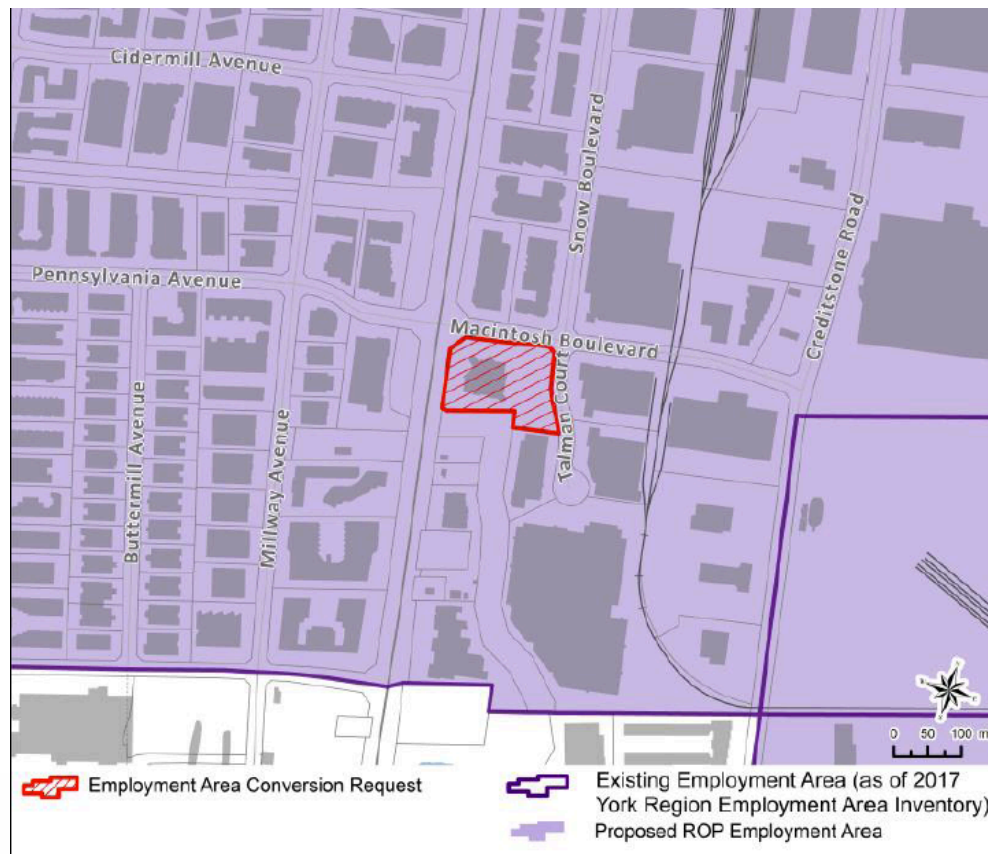 Cidermill Avenue
Snow Boulevard
Creditstone Road
Pennsylvania Avenue
Macintosh Boulevard
Talman Court
Buttermill Avenue
Millway Avenue
0 50 100 m
Employment Area Conversion Request
Existing Employment Area (as of 2017
York Region Employment Area Inventory)
Proposed ROP Employment Area